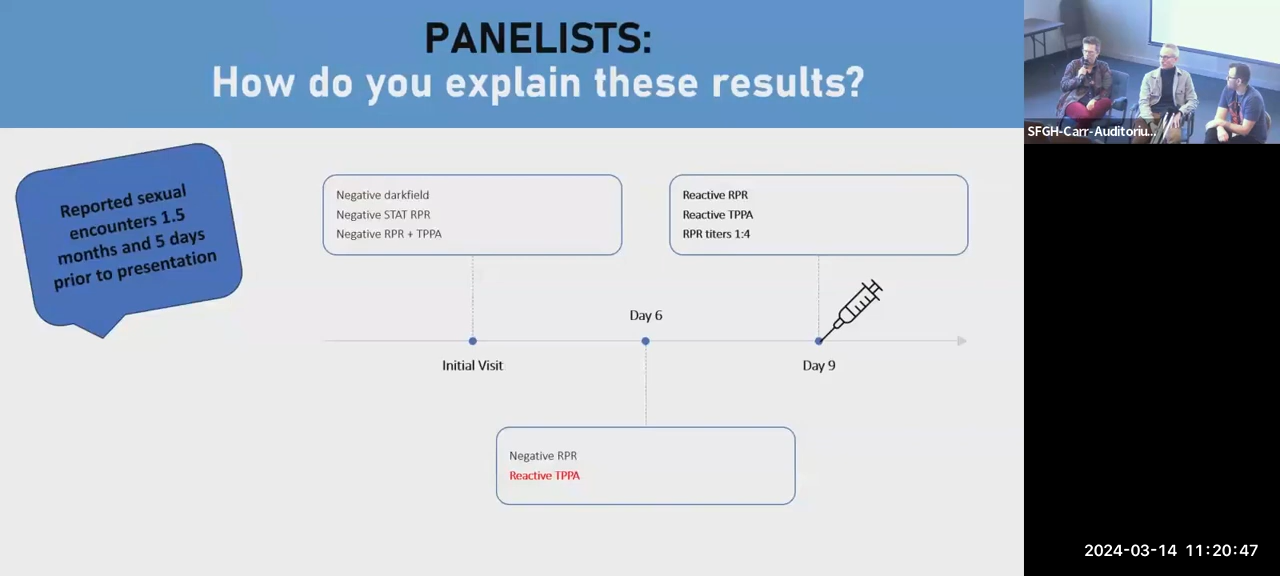 PANELISTS:
How do you explain these results?
Reported sexual
encounters 1.5
months and 5 days
prior to presentation
Negative darkfield
Negative STAT RPR
Negative RPR + TPPA
Reactive RPR
Reactive TPPA
RPR titers 1:4
Day 6
Initial Visit
Day 9
Negative RPR
Reactive TPPA
SFGH-Carr-Auditoriu...
2024-03-14 11:20:47